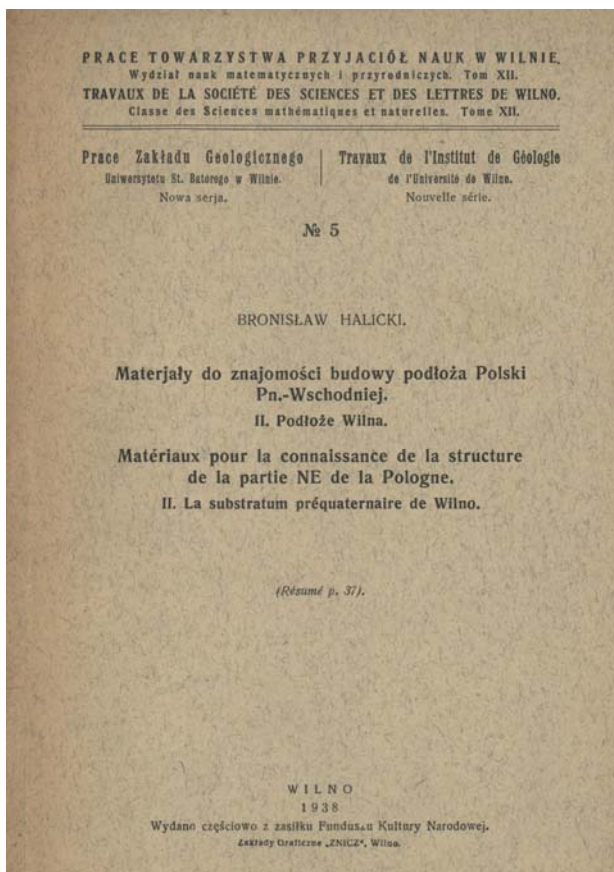 PRACE TOWARZYSTWA PRZYJACIÓŁ NAUK W WILNIE.
Wydział nauk matematycznych i przyrodniczych. Tom XII.
TRAVAUX DE LA SOCIÉTÉ DES SCIENCES ET DES LETTRES DE WILNO.
Classe des Sciences mathématiques et naturelles. Tome XII.
Prace Zakładu Geologicznego
Uniwersytetu St. Batorego w Wilnie.
Nowa serja.
Travaux de l'Institut de Géologie
de l'Université de Wilno.
Nouvelle série.
№ 5
BRONISŁAW HALICKI.
Materjały do znajomości budowy podłoża Polski
Pn.-Wschodniej.
II. Podłoże Wilna.
Matériaux pour la connaissance de la structure
de la partie NE de la Pologne.
II. La substratum préquaternaire de Wilno.
(Résumé p. 37).
WILNO
1938
Wydano częściowo z zasiłku Funduszu Kultury Narodowej.
Zakłady Graficzne „ZNICZ", Wilno.